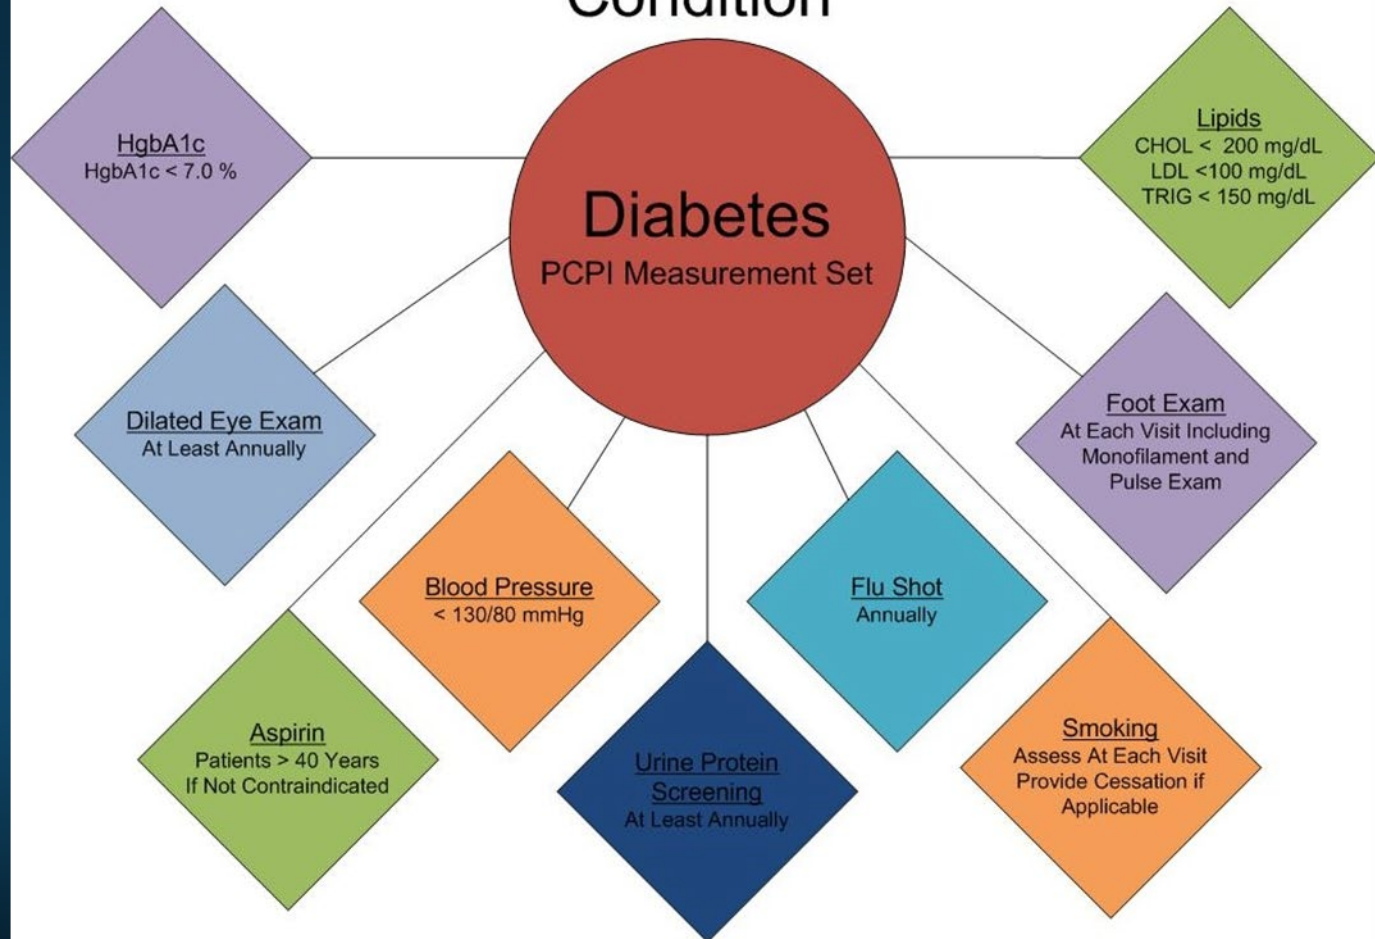 Condition
Diabetes
PCPI Measurement Set
HgbA1c
HgbA1c < 7.0 %
Lipids
CHOL < 200 mg/dL
LDL <100 mg/dL
TRIG < 150 mg/dL
Dilated Eye Exam
At Least Annually
Foot Exam
At Each Visit Including
Monofilament and
Pulse Exam
Blood Pressure
< 130/80 mmHg
Flu Shot
Annually
Aspirin
Patients > 40 Years
If Not Contraindicated
Urine Protein
Screening
At Least Annually
Smoking
Assess At Each Visit
Provide Cessation if
Applicable